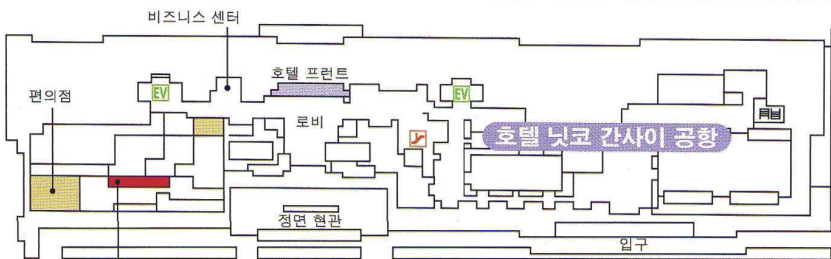 비즈니스 센터
호텔 프런트
편의점
EV
EV
로비
호텔 닛코 간사이 공항
정면 현관
입구